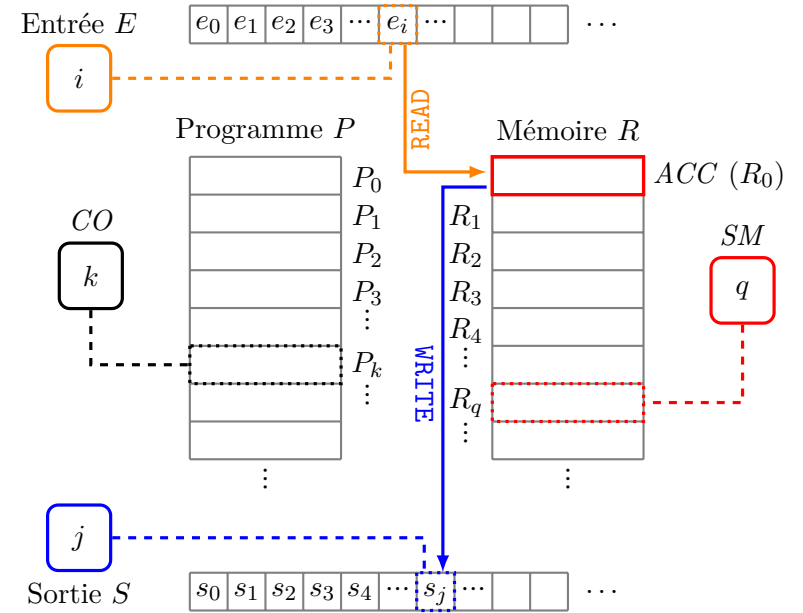 Entrée E
i
e₀ e₁ e₂ e₃ ⋯ eᵢ ⋯ ⋯
READ
Programme P
P₀
P₁
P₂
P₃
⋮
Pₖ
⋮
⋮
CO
k
Mémoire R
ACC (R₀)
R₁
R₂
R₃
R₄
⋮
R_q
⋮
⋮
SM
q
WRITE
j
Sortie S
s₀ s₁ s₂ s₃ s₄ ⋯ sⱼ ⋯ ⋯